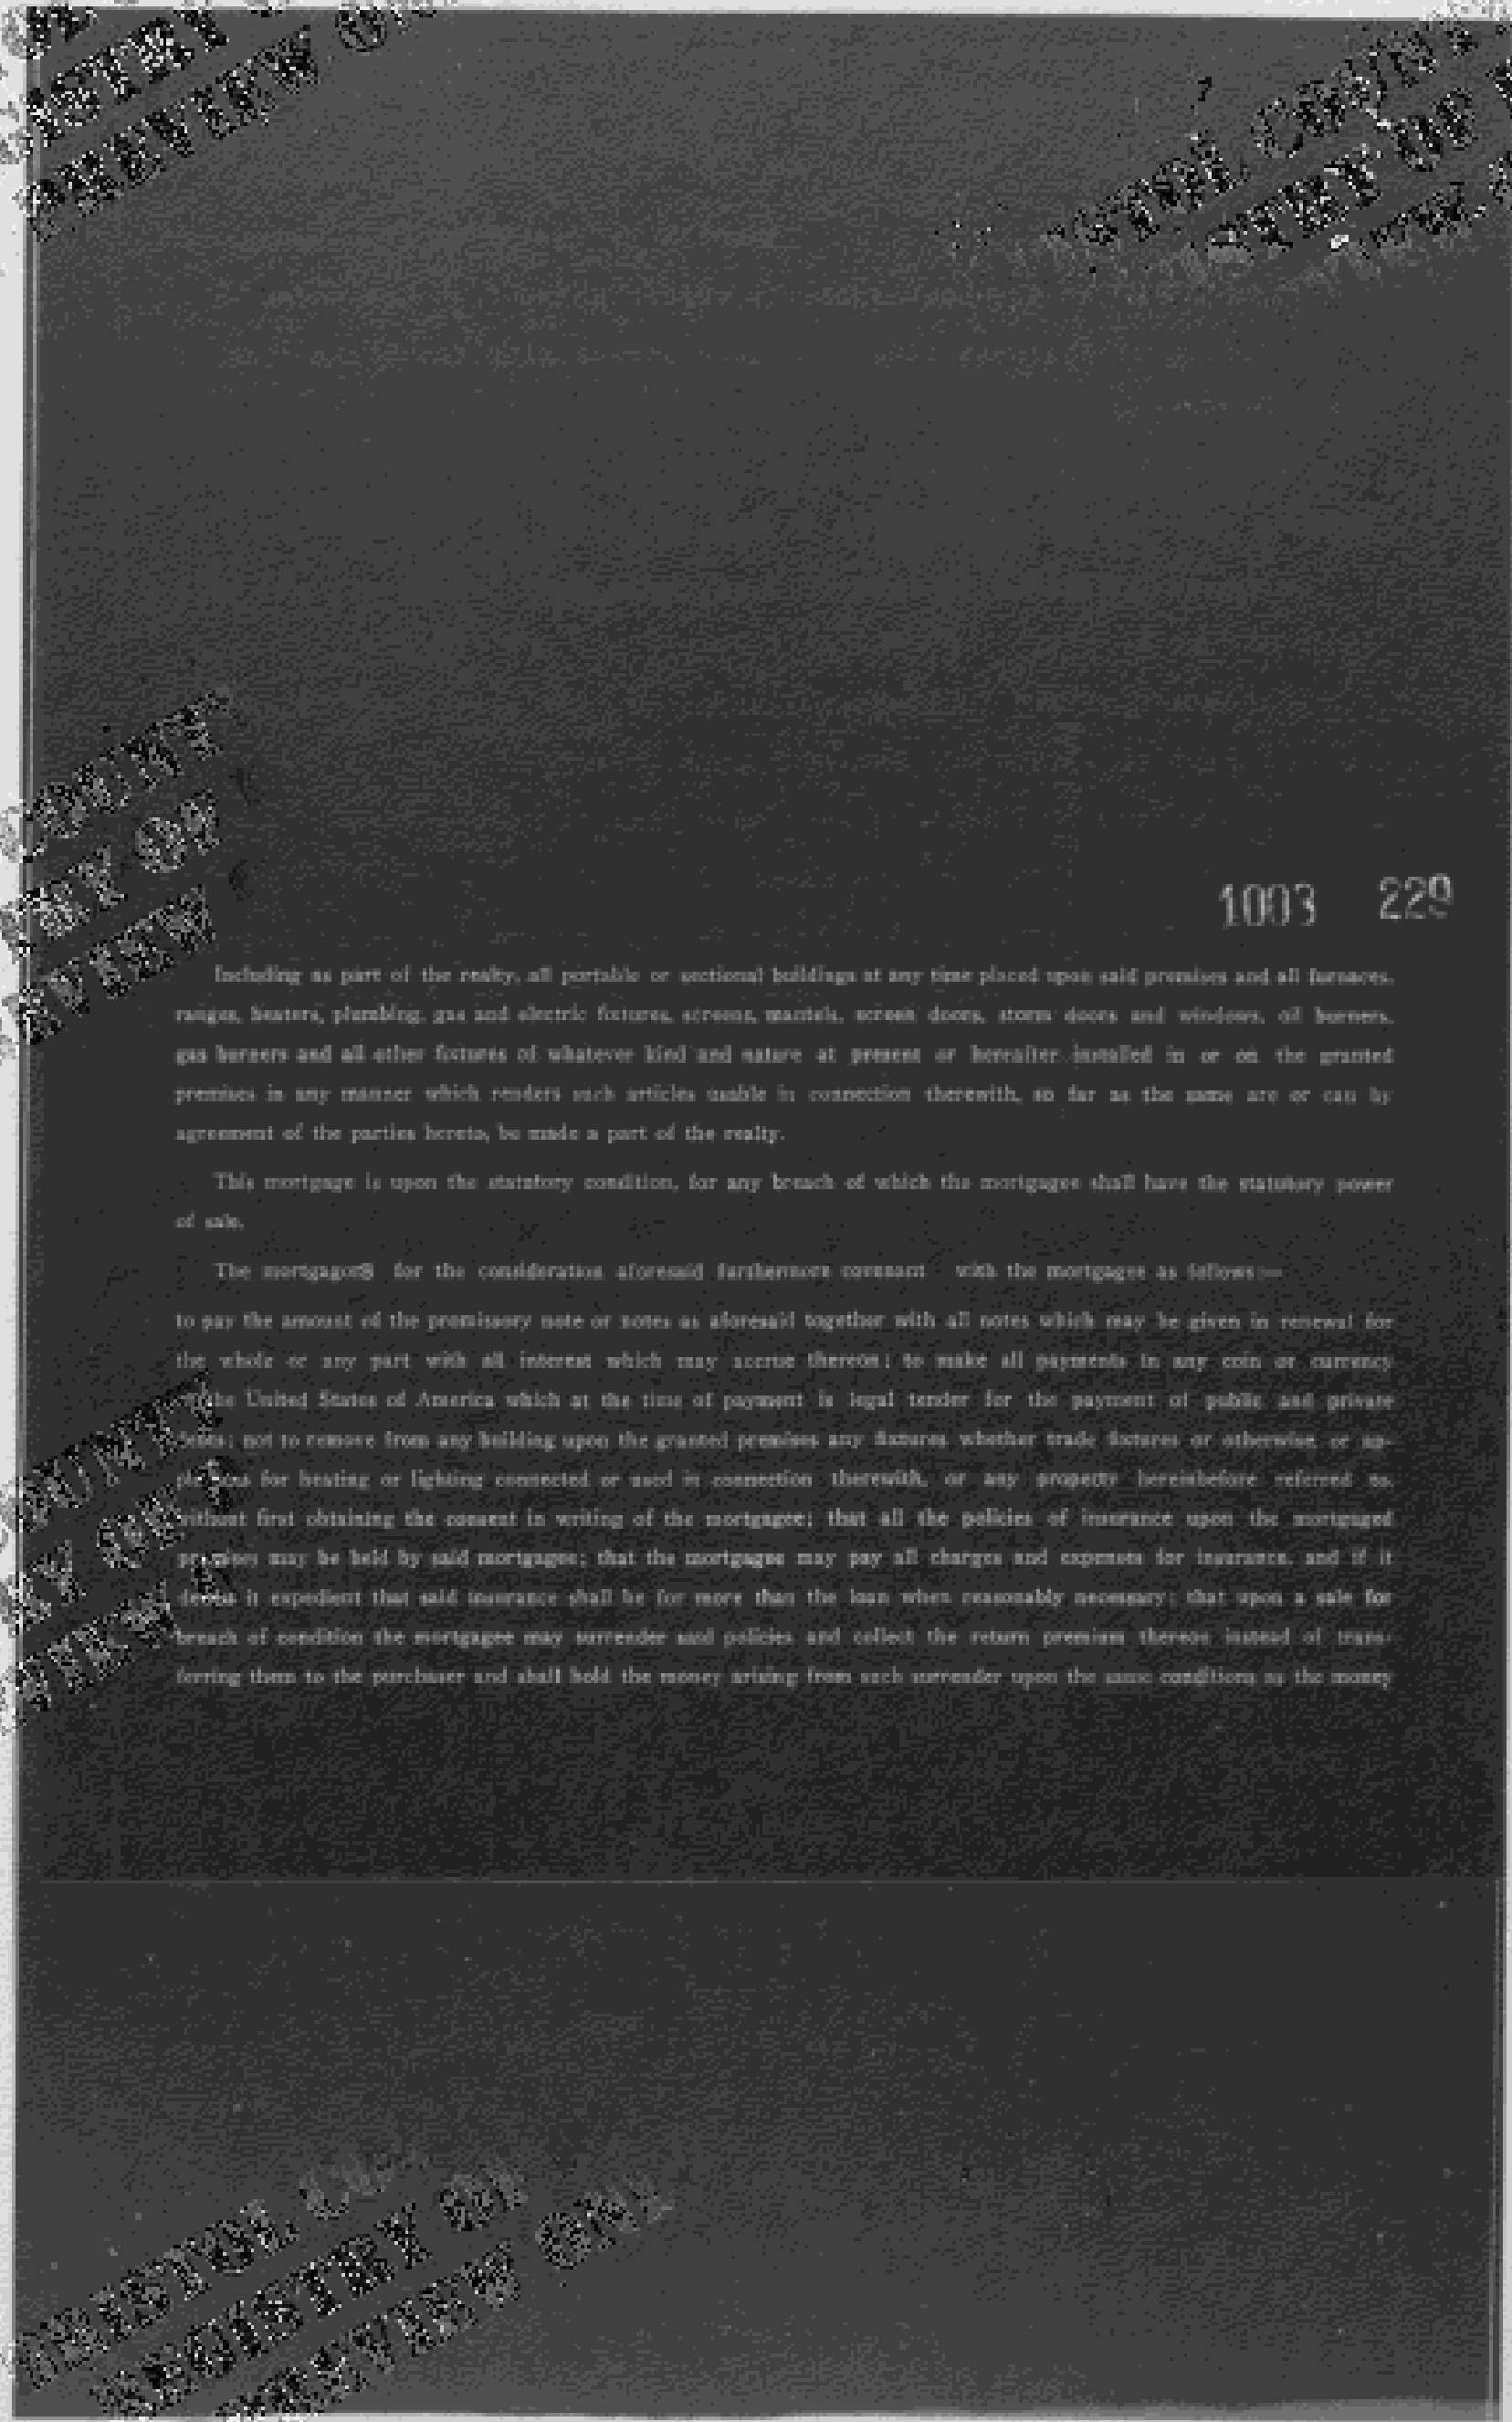 1003 229
Including as part of the realty, all portable or sectional buildings at any time placed upon said premises and all furnaces,
ranges, heaters, plumbing, gas and electric fixtures, screens, mantels, screen doors, storm doors and windows, oil burners,
gas burners and all other fixtures of whatever kind and nature at present or hereafter installed in or on the granted
premises in any manner which renders such articles usable in connection therewith, so far as the same are or can by
agreement of the parties hereto, be made a part of the realty.
This mortgage is upon the statutory condition, for any breach of which the mortgagee shall have the statutory power
of sale.
The mortgagors for the consideration aforesaid furthermore covenant with the mortgagee as follows:—
to pay the amount of the promissory note or notes as aforesaid together with all notes which may be given in renewal for
the whole or any part with all interest which may accrue thereon; to make all payments in any coin or currency
the United States of America which at the time of payment is legal tender for the payment of public and private
debts; not to remove from any building upon the granted premises any fixtures whether trade fixtures or otherwise or ap-
pliances for heating or lighting connected or used in connection therewith, or any property hereinbefore referred to,
without first obtaining the consent in writing of the mortgagee; that all the policies of insurance upon the mortgaged
premises may be held by said mortgagee; that the mortgagee may pay all charges and expenses for insurance, and if it
deems it expedient that said insurance shall be for more than the loan when reasonably necessary; that upon a sale for
breach of condition the mortgagee may surrender said policies and collect the return premium thereon instead of trans-
ferring them to the purchaser and shall hold the money arising from such surrender upon the same conditions as the money
BRISTOL
REGISTRY OF
PREVIEW ONLY